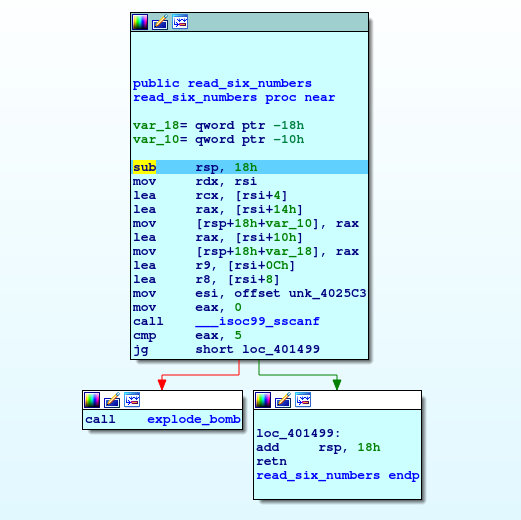 public read_six_numbers
read_six_numbers proc near
var_18= qword ptr -18h
var_10= qword ptr -10h
sub rsp, 18h
mov rdx, rsi
lea rcx, [rsi+4]
lea rax, [rsi+14h]
mov [rsp+18h+var_10], rax
lea rax, [rsi+10h]
mov [rsp+18h+var_18], rax
lea r9, [rsi+0Ch]
lea r8, [rsi+8]
mov esi, offset unk_4025C3
mov eax, 0
call ___isoc99_sscanf
cmp eax, 5
jg short loc_401499
call explode_bomb
loc_401499:
add rsp, 18h
retn
read_six_numbers endp